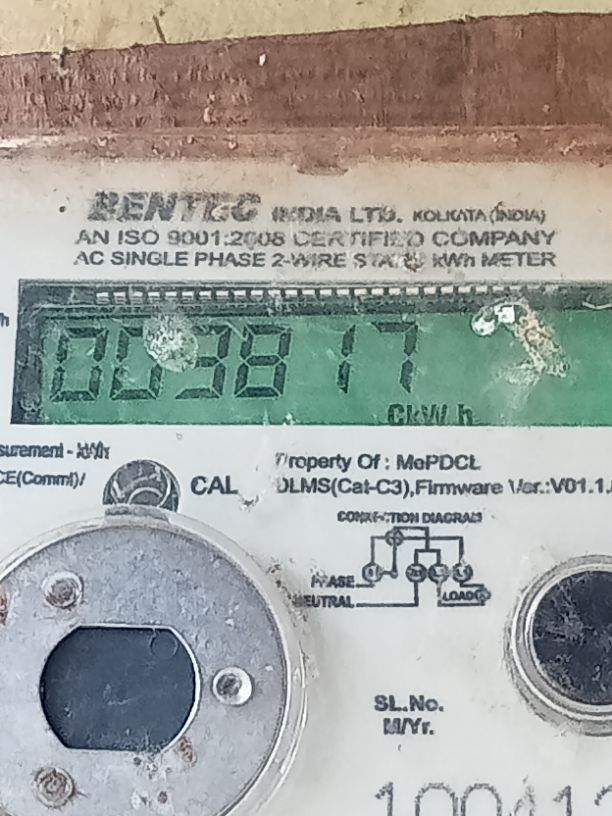 BENTEC INDIA LTD. KOLKATA (INDIA)
AN ISO 9001:2008 CERTIFIED COMPANY
AC SINGLE PHASE 2-WIRE STATIC kWh METER
003817
CkW h
CAL
Property Of : MePDCL
DLMS(Cat-C3),Firmware Ver.:V01.1.
CONNECTION DIAGRAM
PHASE
NEUTRAL
LOAD
SL.No.
M/Yr.